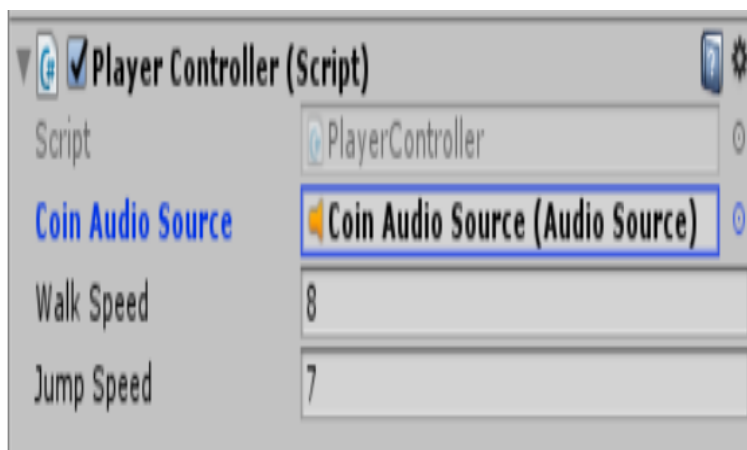 Player Controller (Script)
Script PlayerController
Coin Audio Source Coin Audio Source (Audio Source)
Walk Speed 8
Jump Speed 7